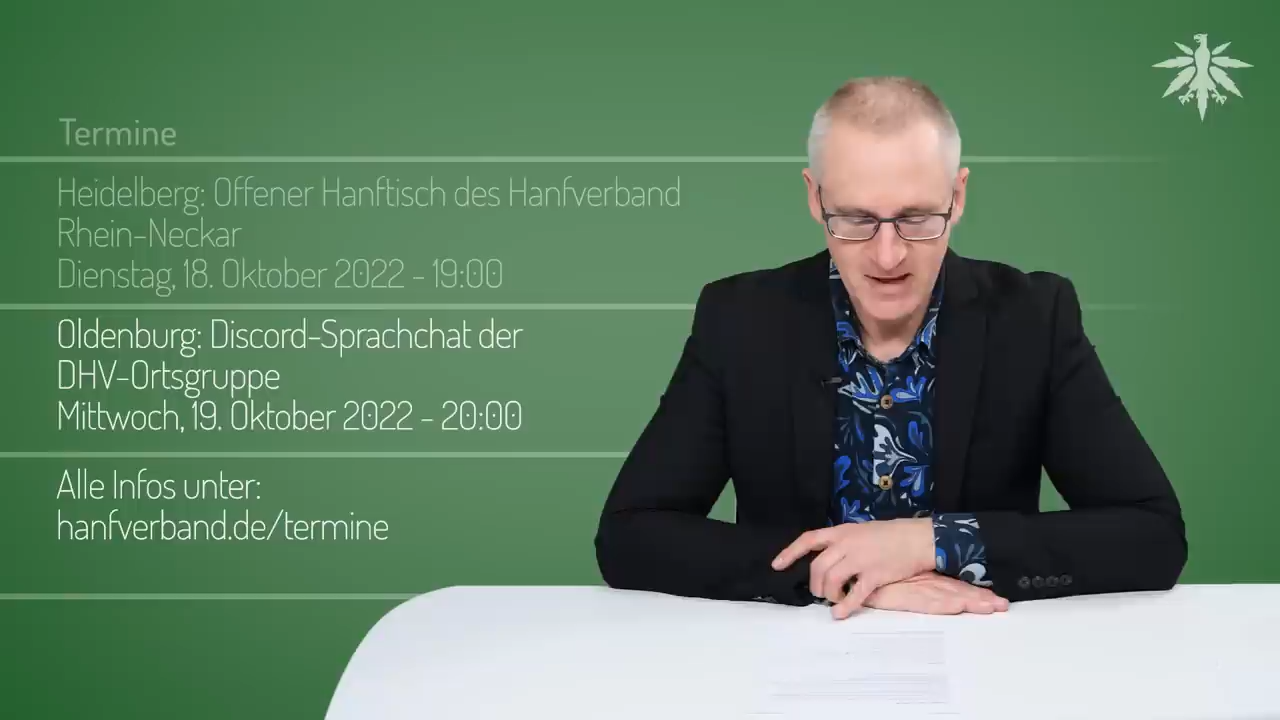 Termine
Heidelberg: Offener Hanftisch des Hanfverband
Rhein-Neckar
Dienstag, 18. Oktober 2022 - 19:00
Oldenburg: Discord-Sprachchat der
DHV-Ortsgruppe
Mittwoch, 19. Oktober 2022 - 20:00
Alle Infos unter:
hanfverband.de/termine